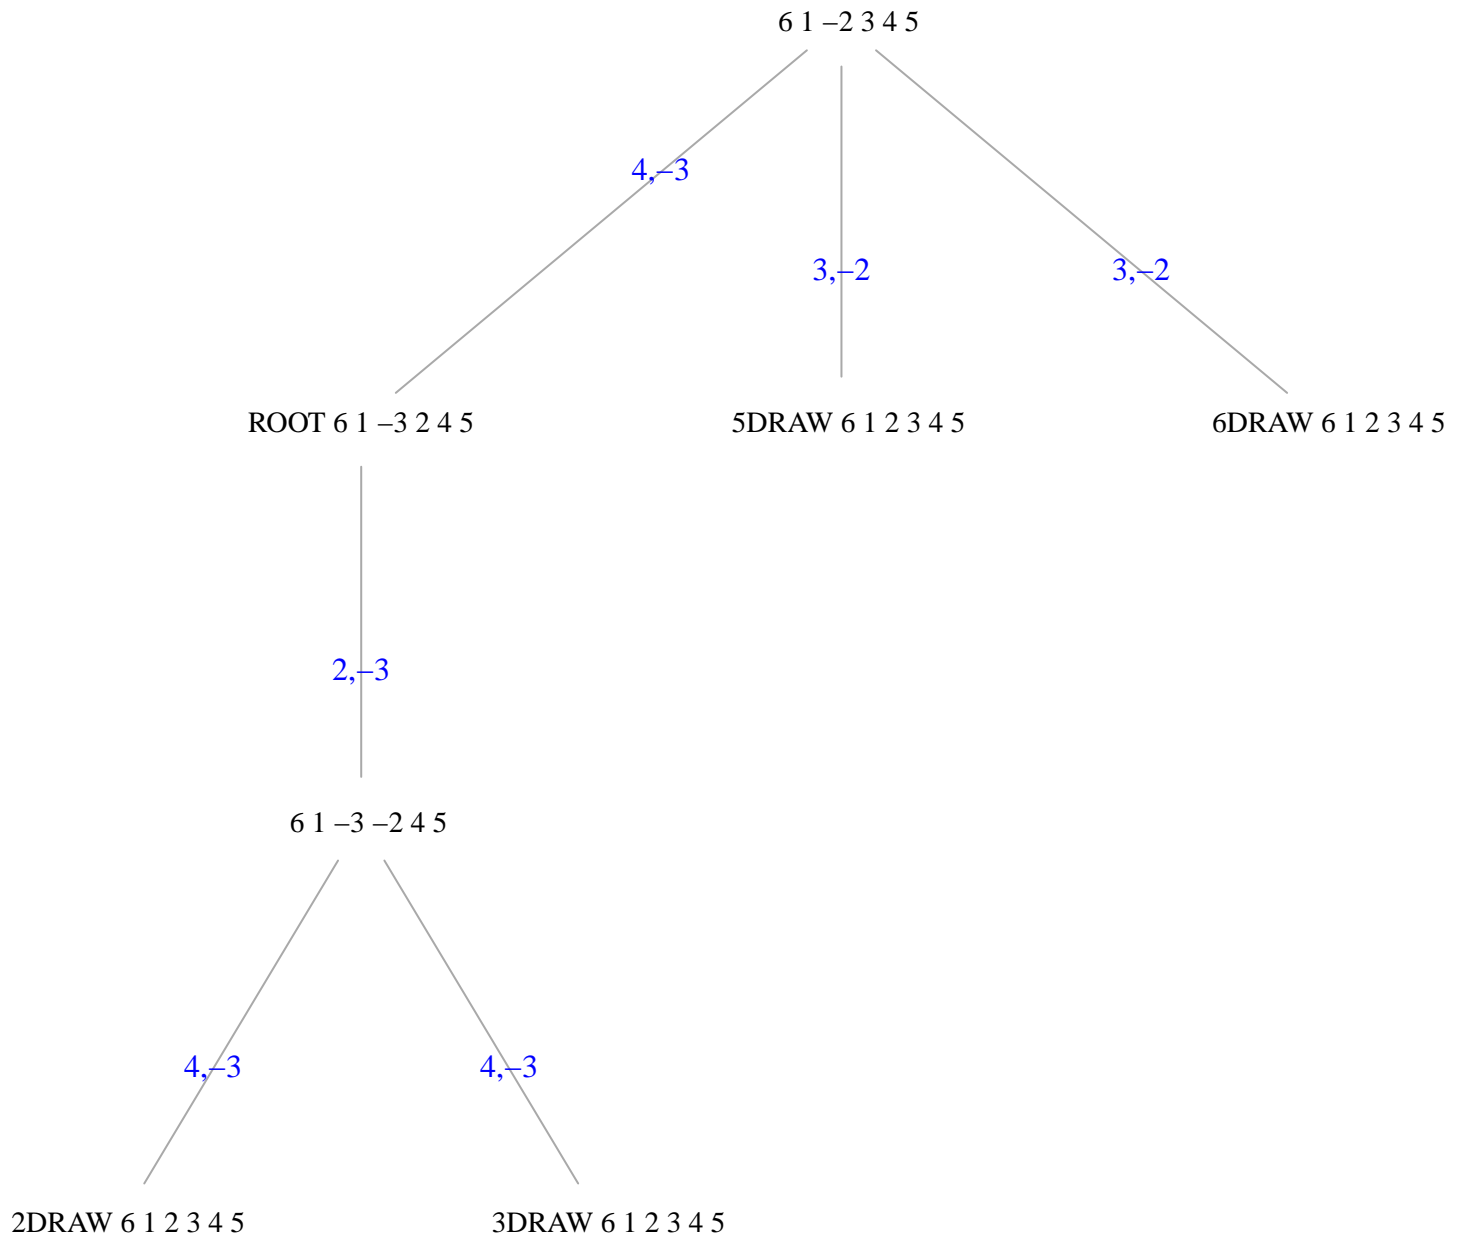 6 1 –2 3 4 5
4,–3
3,–2
3,–2
ROOT 6 1 –3 2 4 5
5DRAW 6 1 2 3 4 5
6DRAW 6 1 2 3 4 5
2,–3
6 1 –3 –2 4 5
4,–3
4,–3
2DRAW 6 1 2 3 4 5
3DRAW 6 1 2 3 4 5